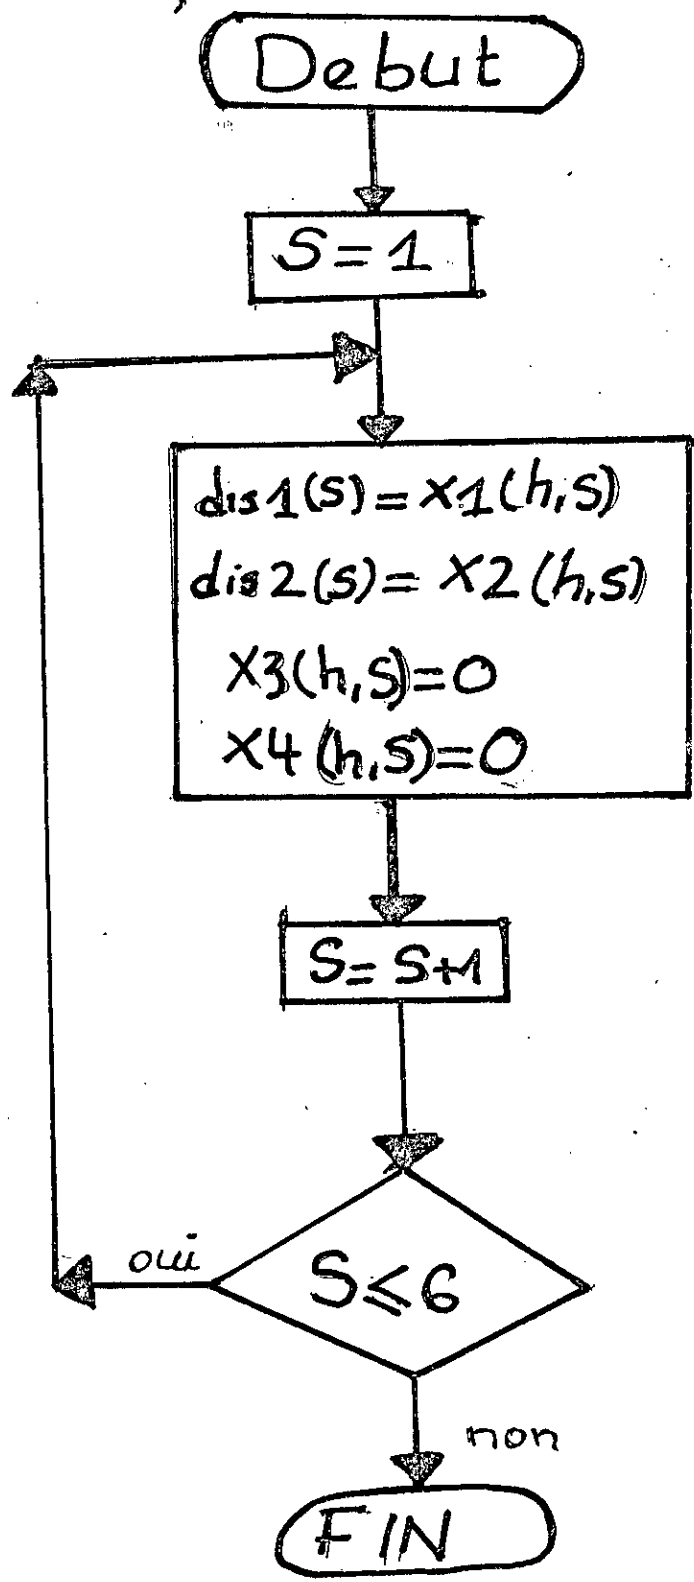 Debut
S=1
dis1(s)=X1(h,s)
dis2(s)=X2(h,s)
X3(h,s)=0
X4(h,s)=0
S=S+1
oui
S≤6
non
FIN